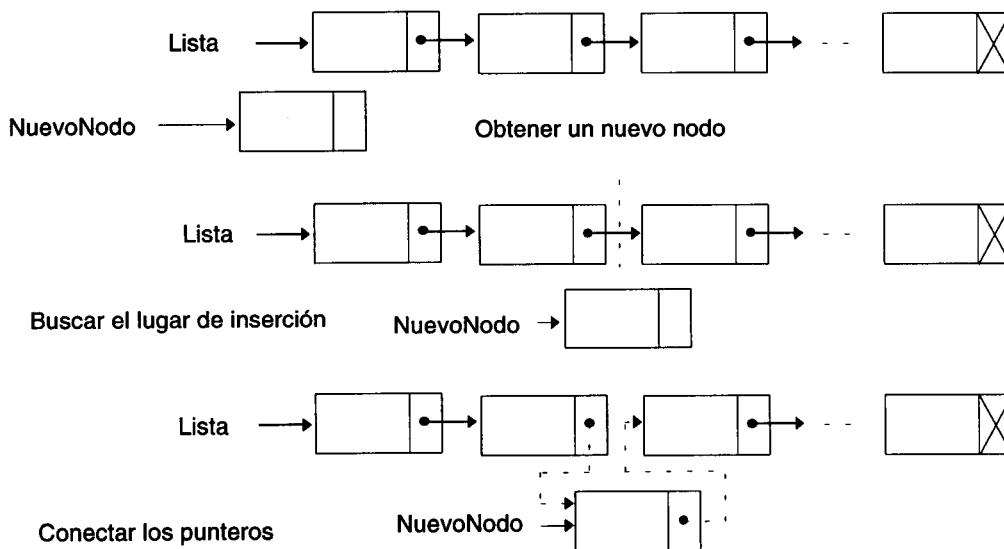 Lista
NuevoNodo
Obtener un nuevo nodo
Lista
Buscar el lugar de inserción
NuevoNodo
Lista
NuevoNodo
Conectar los punteros